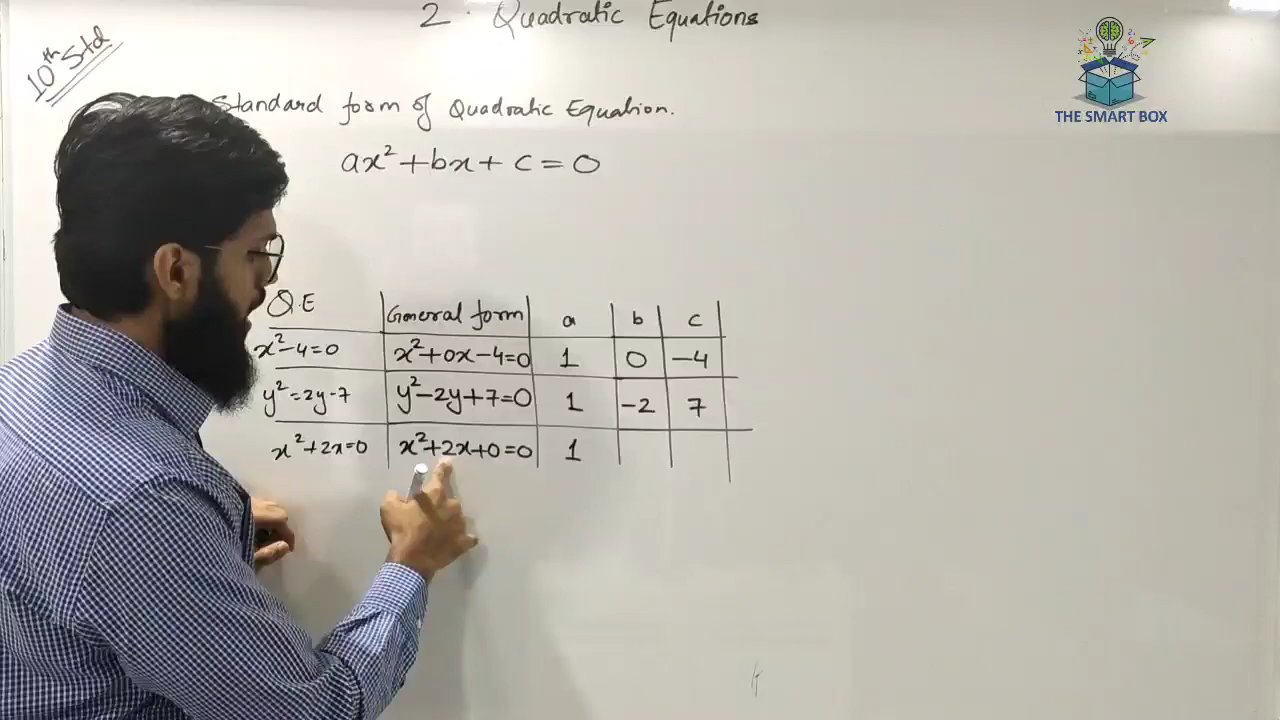 2. Quadratic Equations
10th Std
Standard form of Quadratic Equation.
ax²+bx+c=0
THE SMART BOX
Q.E General form a b c
x²-4=0 x²+0x-4=0 1 0 -4
y²=2y-7 y²-2y+7=0 1 -2 7
x²+2x=0 x²+2x+0=0 1